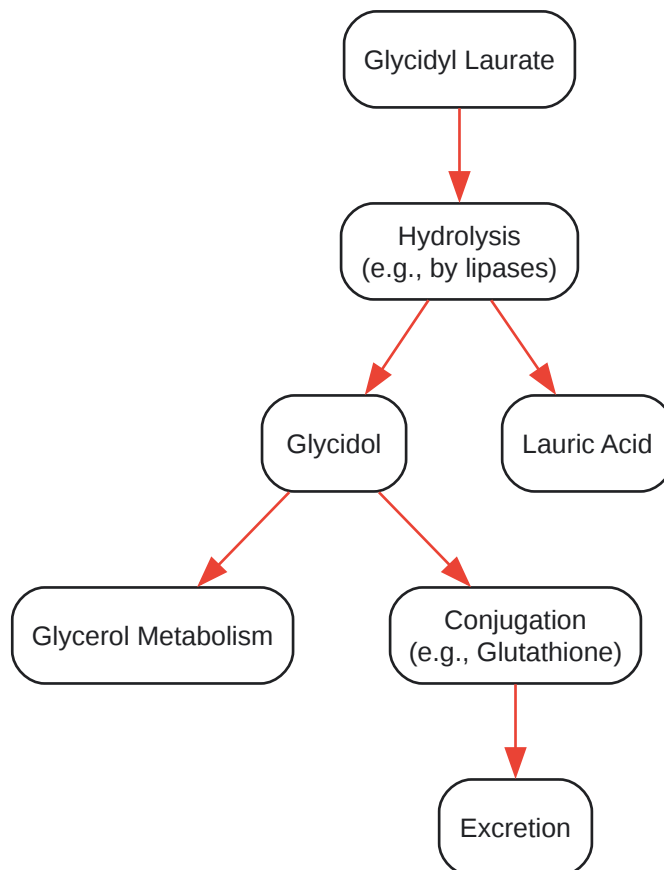 Glycidyl Laurate
Hydrolysis
(e.g., by lipases)
Glycidol
Lauric Acid
Glycerol Metabolism
Conjugation
(e.g., Glutathione)
Excretion